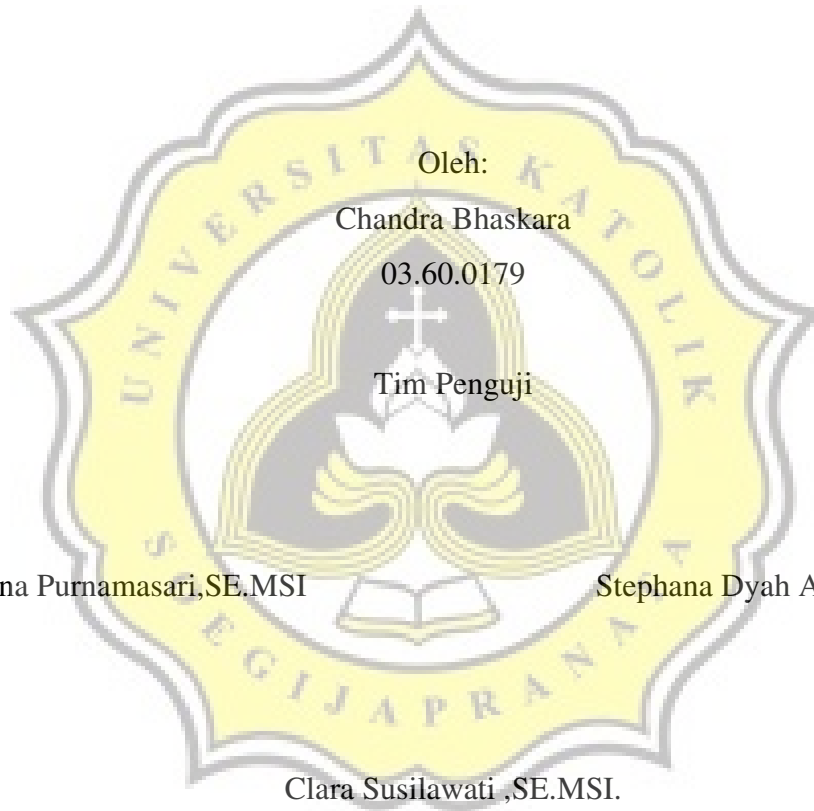 UNIVERSITAS KATOLIK
SOEGIJAPRANATA
Oleh:
Chandra Bhaskara
03.60.0179
Tim Penguji
na Purnamasari,SE.MSI Stephana Dyah A
Clara Susilawati ,SE.MSI.